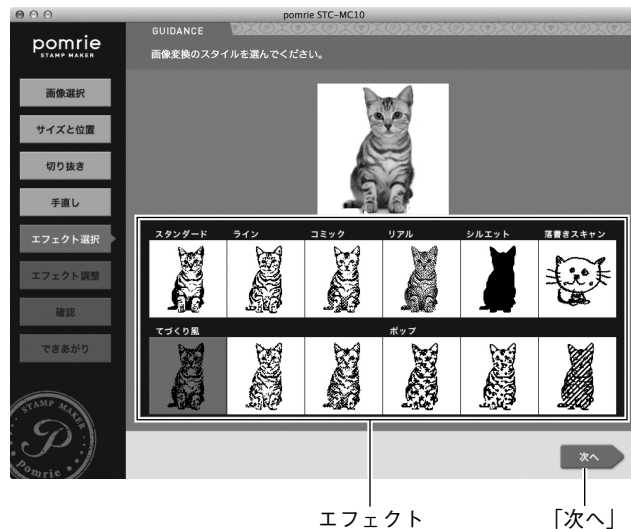 pomrie STC-MC10
pomrie
STAMP MAKER
GUIDANCE
画像変換のスタイルを選んでください。
画像選択
サイズと位置
切り抜き
手直し
エフェクト選択
エフェクト調整
確認
できあがり
スタンダード ライン コミック リアル シルエット 落書きスキャン
てづくり風 ポップ
STAMP MAKER
P
pomrie
次へ
エフェクト
「次へ」